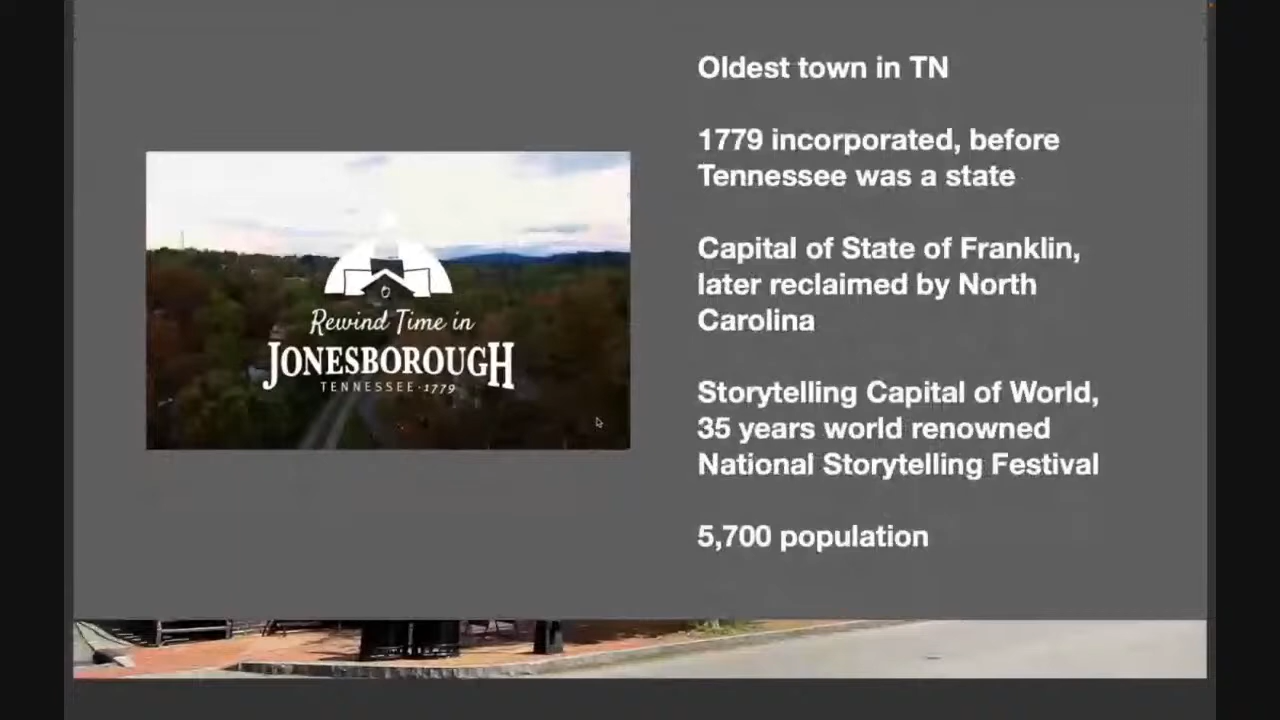 Oldest town in TN
1779 incorporated, before
Tennessee was a state
Capital of State of Franklin,
later reclaimed by North
Carolina
Storytelling Capital of World,
35 years world renowned
National Storytelling Festival
5,700 population
Rewind Time in
JONESBOROUGH
TENNESSEE·1779